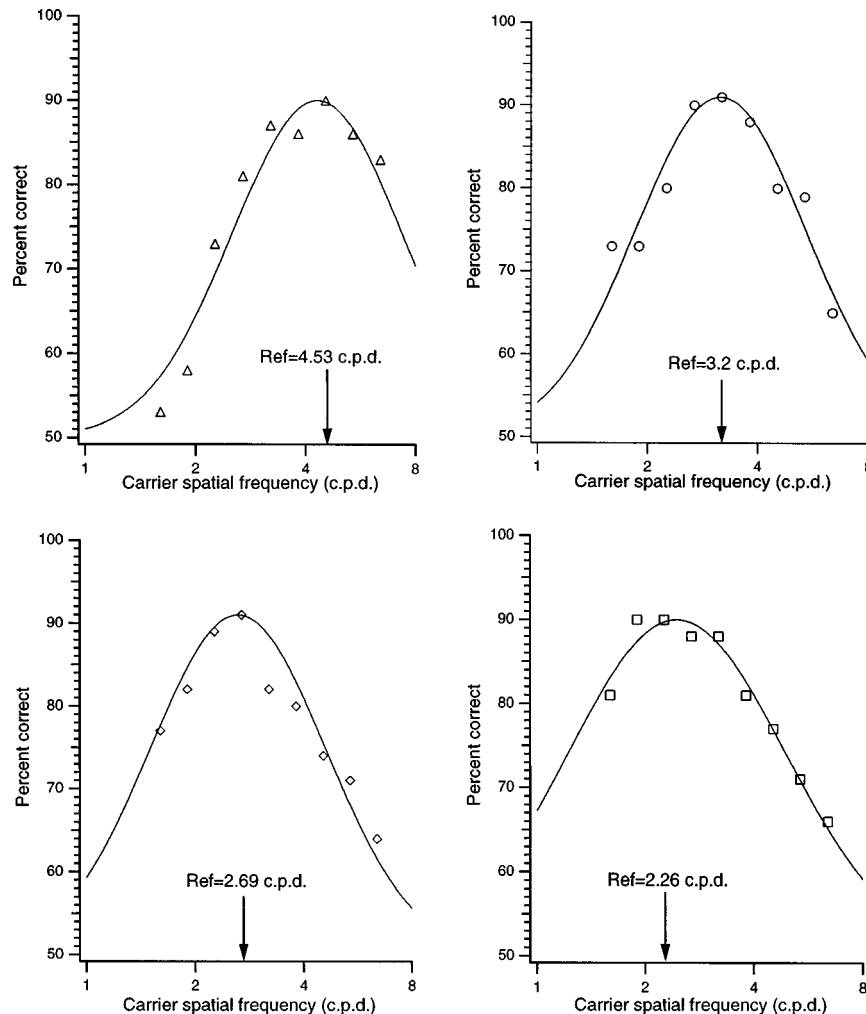 100
90
80
70
60
50
Percent correct
Ref=4.53 c.p.d.
1 2 4 8
Carrier spatial frequency (c.p.d.)
100
90
80
70
60
50
Percent correct
Ref=3.2 c.p.d.
1 2 4 8
Carrier spatial frequency (c.p.d.)
100
90
80
70
60
50
Percent correct
Ref=2.69 c.p.d.
1 2 4 8
Carrier spatial frequency (c.p.d.)
100
90
80
70
60
50
Percent correct
Ref=2.26 c.p.d.
1 2 4 8
Carrier spatial frequency (c.p.d.)